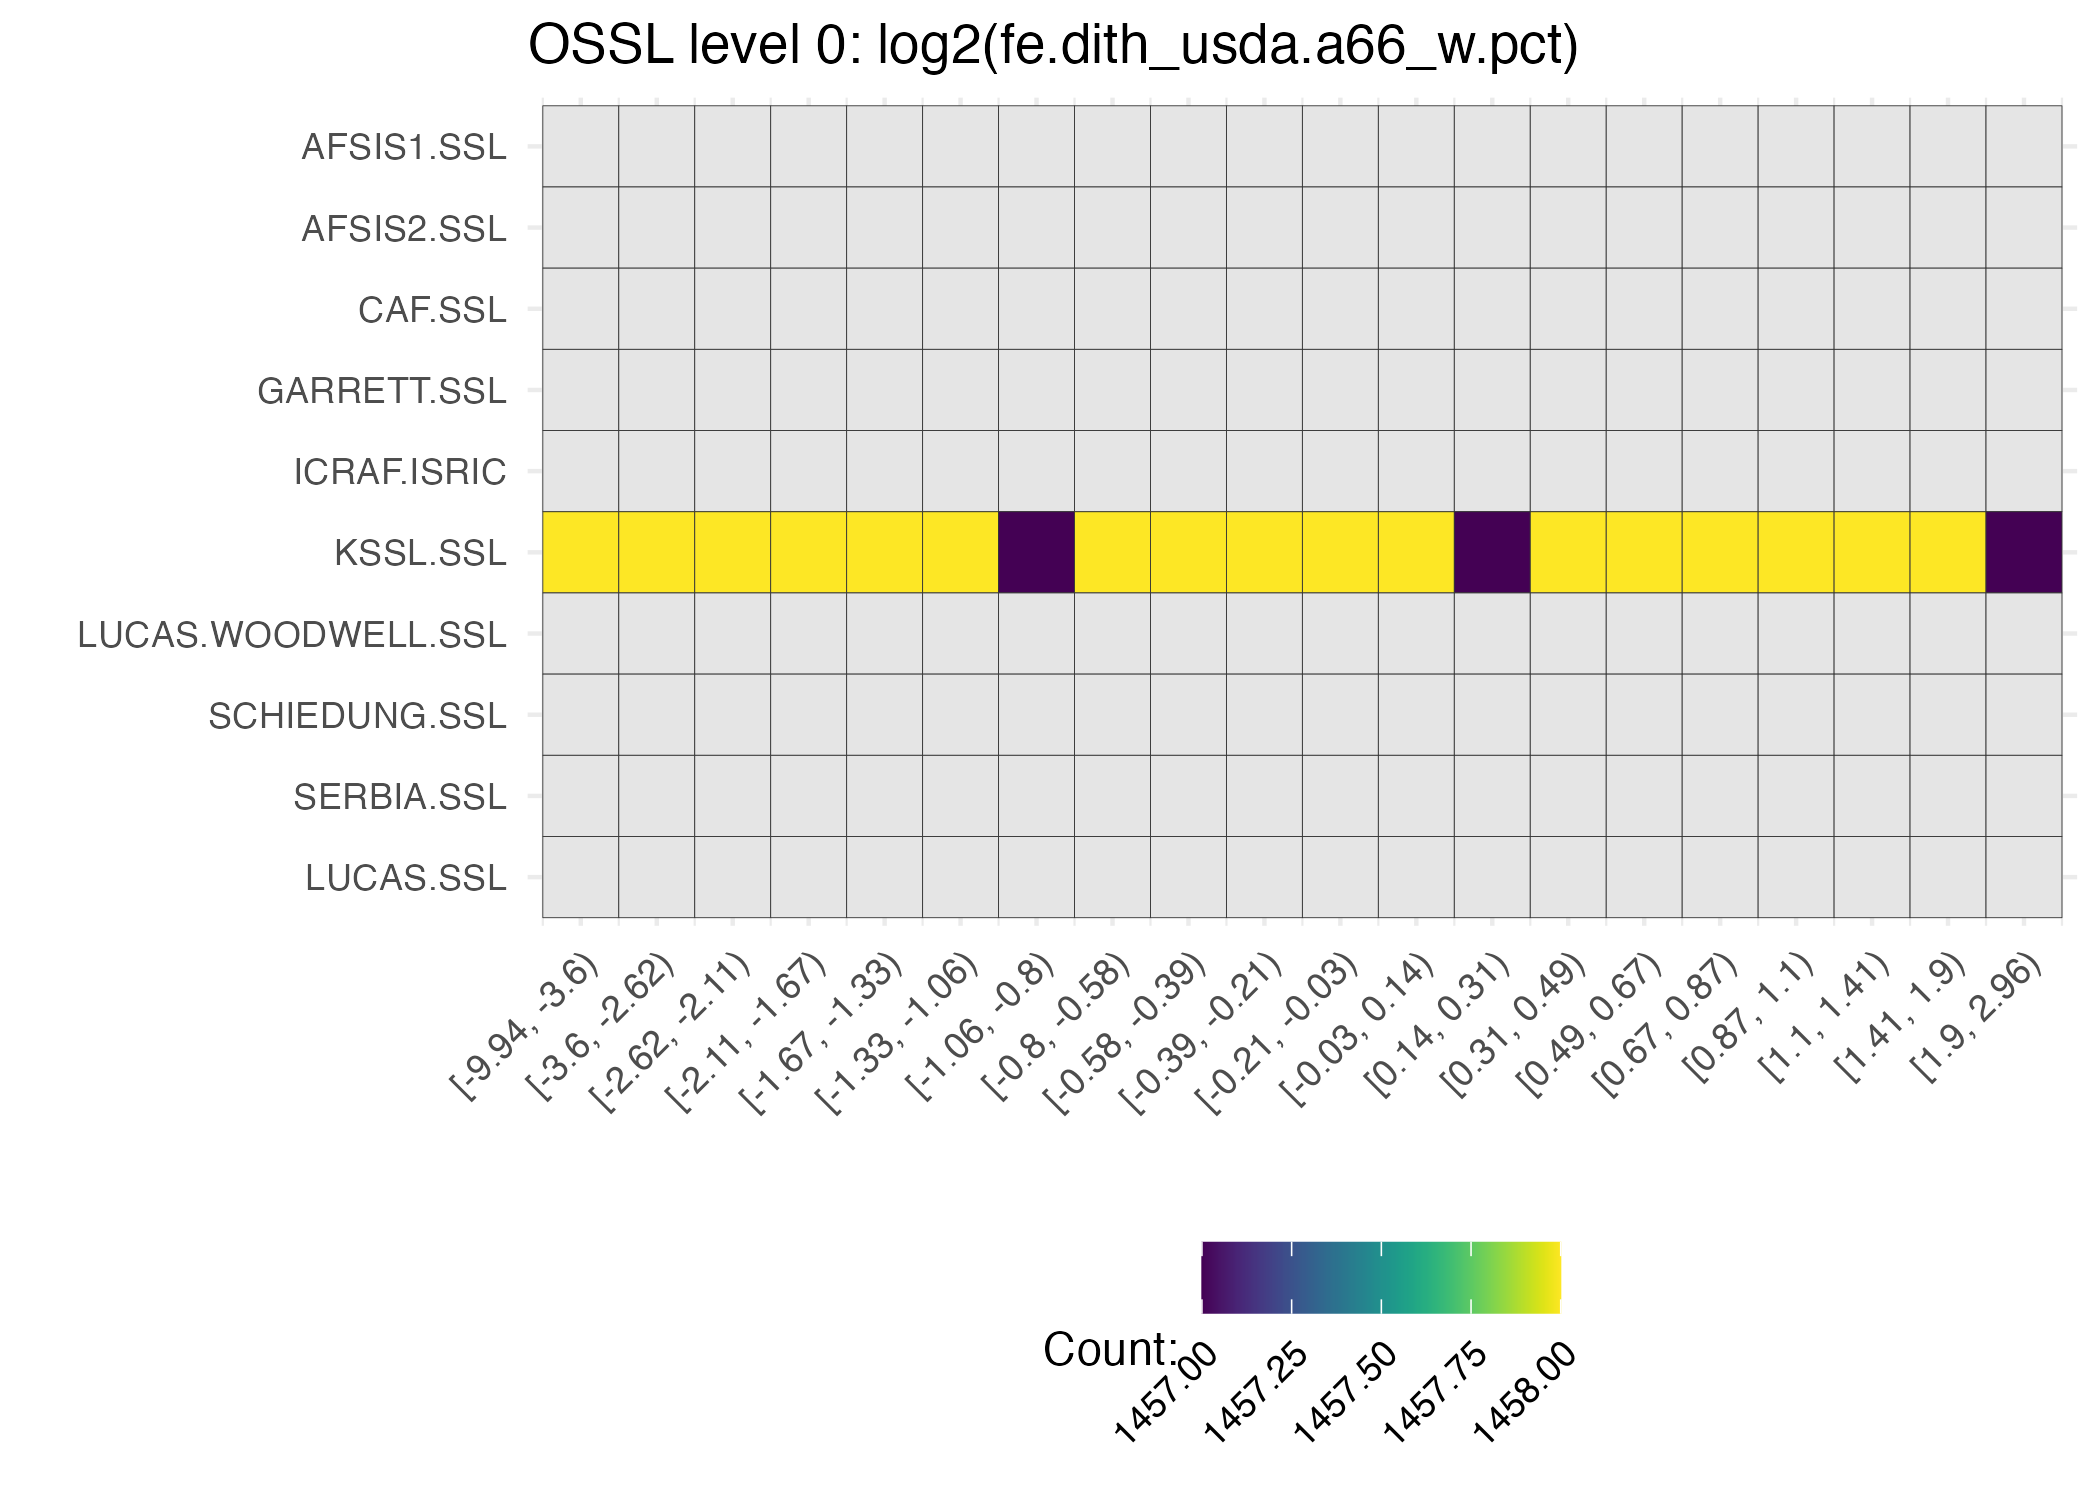 OSSL level 0: log2(fe.dith_usda.a66_w.pct)
AFSIS1.SSL
AFSIS2.SSL
CAF.SSL
GARRETT.SSL
ICRAF.ISRIC
KSSL.SSL
LUCAS.WOODWELL.SSL
SCHIEDUNG.SSL
SERBIA.SSL
LUCAS.SSL
[-9.94, -3.6)
[-3.6, -2.62)
[-2.62, -2.11)
[-2.11, -1.67)
[-1.67, -1.33)
[-1.33, -1.06)
[-1.06, -0.8)
[-0.8, -0.58)
[-0.58, -0.39)
[-0.39, -0.21)
[-0.21, -0.03)
[-0.03, 0.14)
[0.14, 0.31)
[0.31, 0.49)
[0.49, 0.67)
[0.67, 0.87)
[0.87, 1.1)
[1.1, 1.41)
[1.41, 1.9)
[1.9, 2.96)
Count:
1457.00
1457.25
1457.50
1457.75
1458.00